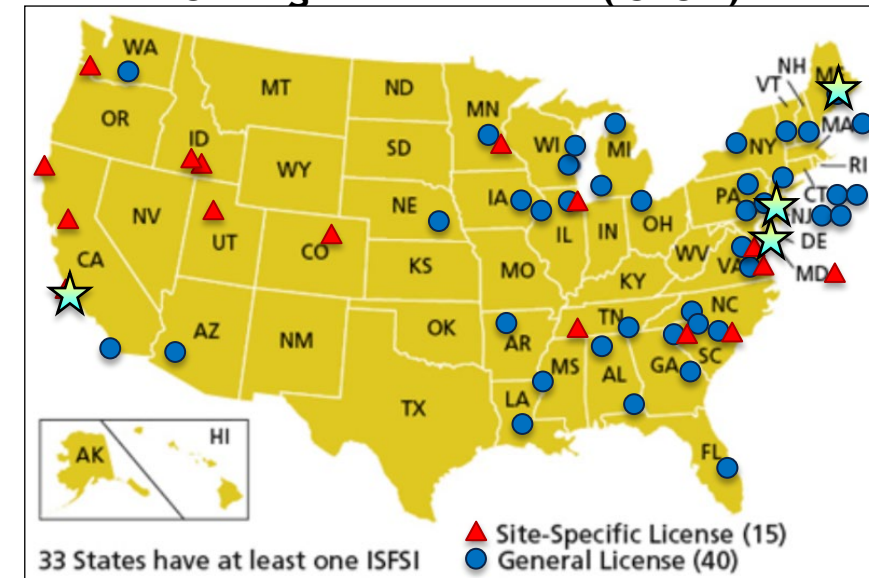 WA
MT
ND
MN
VT
NH
ME
OR
ID
SD
WI
MI
NY
MA
RI
WY
IA
PA
CT
NJ
NE
NV
UT
CO
IL
IN
OH
WV
VA
DE
MD
CA
KS
MO
KY
AZ
NM
OK
AR
TN
NC
MS
AL
GA
SC
TX
LA
FL
AK
HI
Site-Specific License (15)
33 States have at least one ISFSI
General License (40)